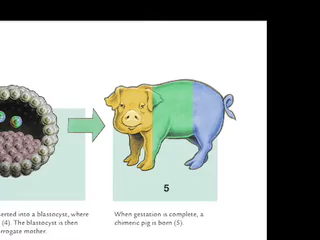 5
erted into a blastocyst, where
(4). The blastocyst is then
rrogate mother.
When gestation is complete, a
chimeric pig is born (5).